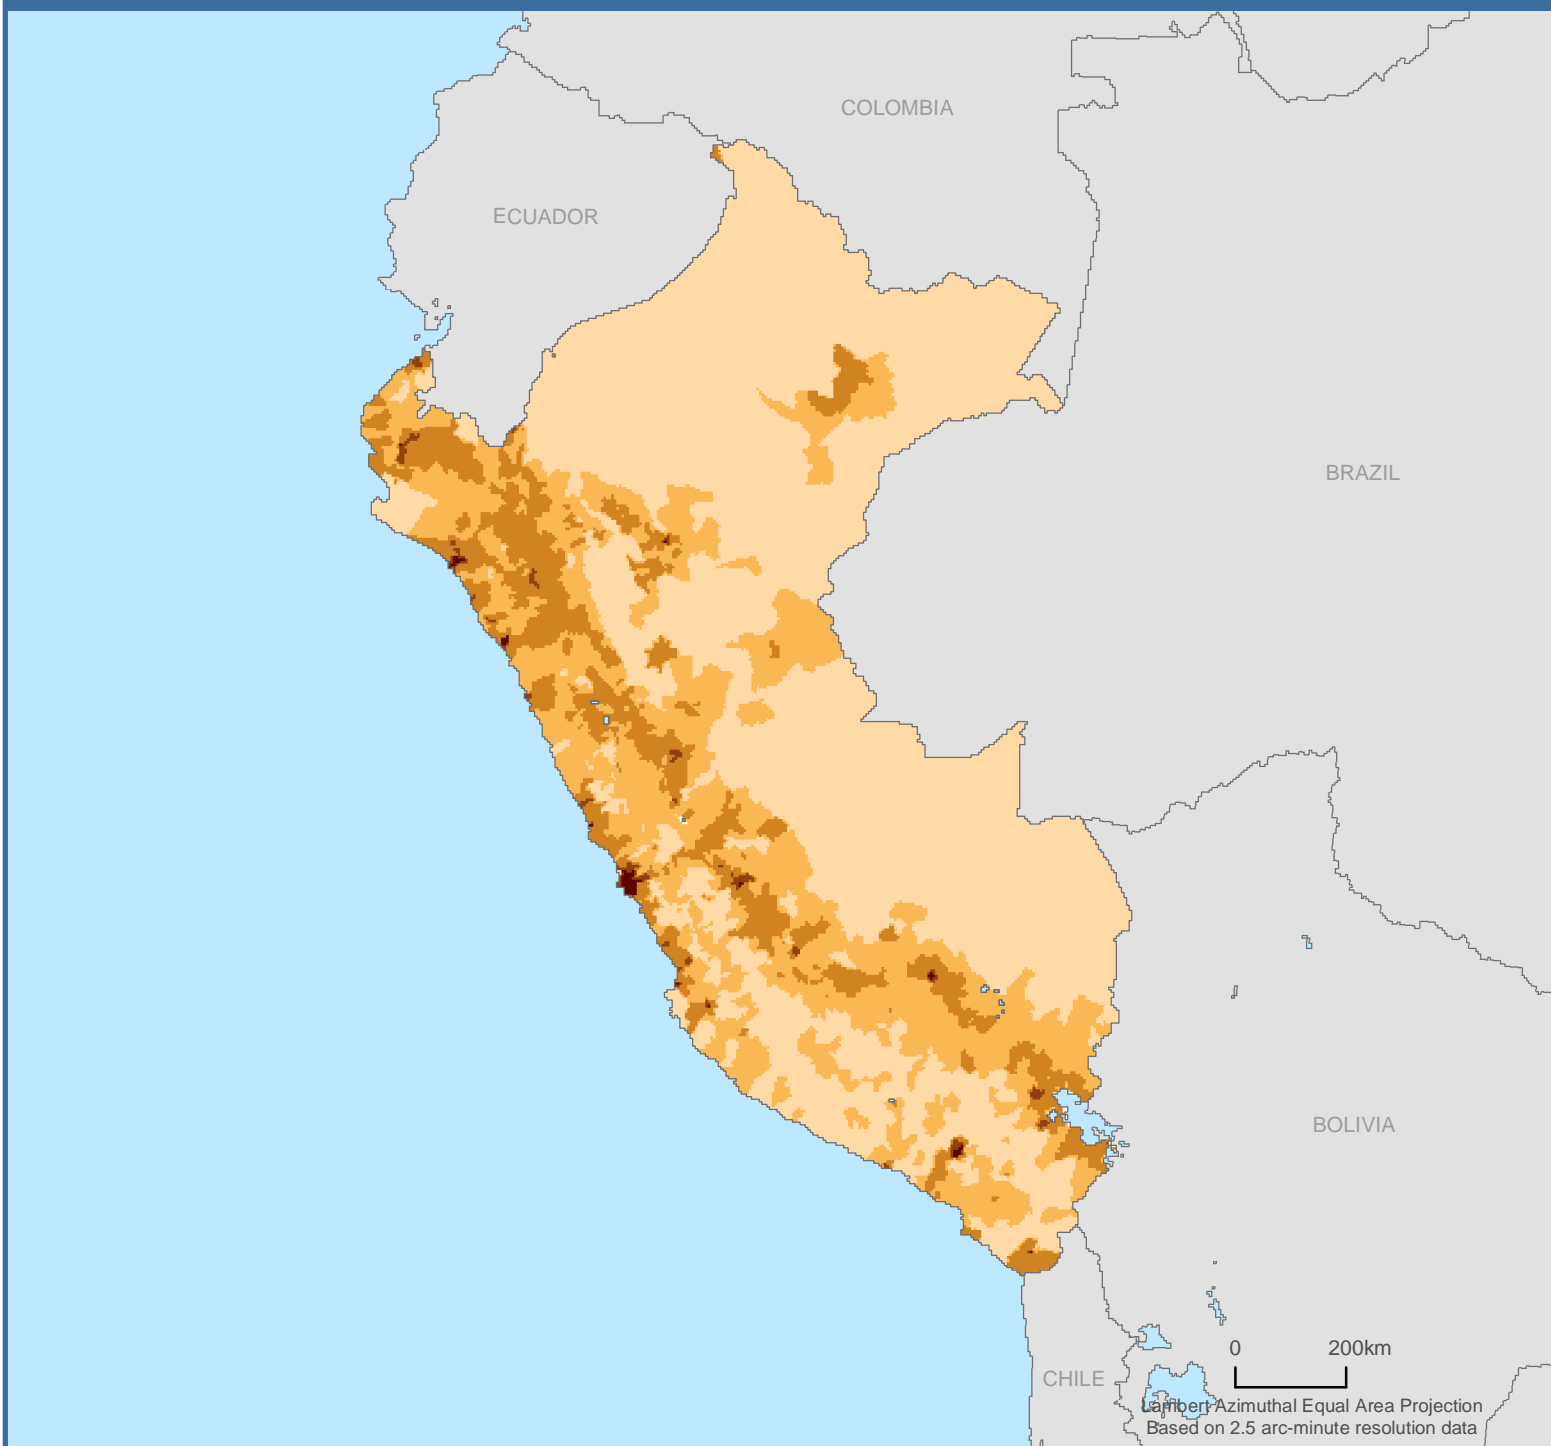 COLOMBIA
ECUADOR
BRAZIL
BOLIVIA
0 200km
CHILE
Lambert Azimuthal Equal Area Projection
Based on 2.5 arc-minute resolution data